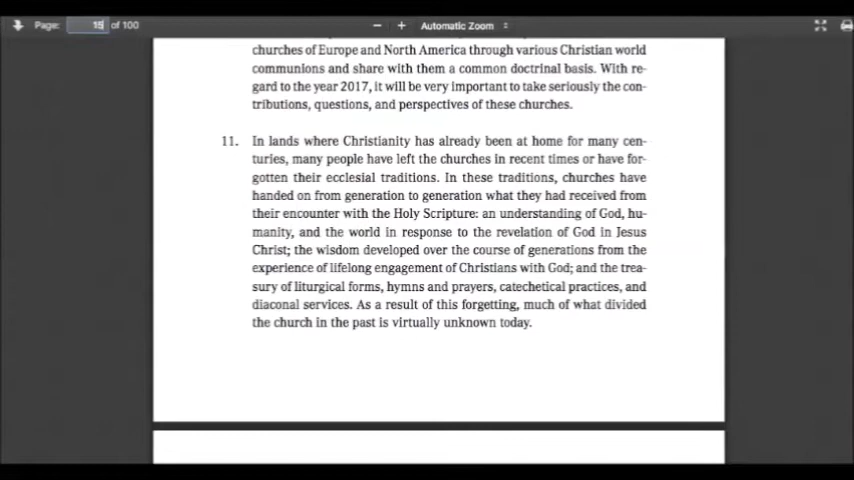 Page: 15 of 100 − + Automatic Zoom
churches of Europe and North America through various Christian world
communions and share with them a common doctrinal basis. With re-
gard to the year 2017, it will be very important to take seriously the con-
tributions, questions, and perspectives of these churches.
11. In lands where Christianity has already been at home for many cen-
turies, many people have left the churches in recent times or have for-
gotten their ecclesial traditions. In these traditions, churches have
handed on from generation to generation what they had received from
their encounter with the Holy Scripture: an understanding of God, hu-
manity, and the world in response to the revelation of God in Jesus
Christ; the wisdom developed over the course of generations from the
experience of lifelong engagement of Christians with God; and the trea-
sury of liturgical forms, hymns and prayers, catechetical practices, and
diaconal services. As a result of this forgetting, much of what divided
the church in the past is virtually unknown today.